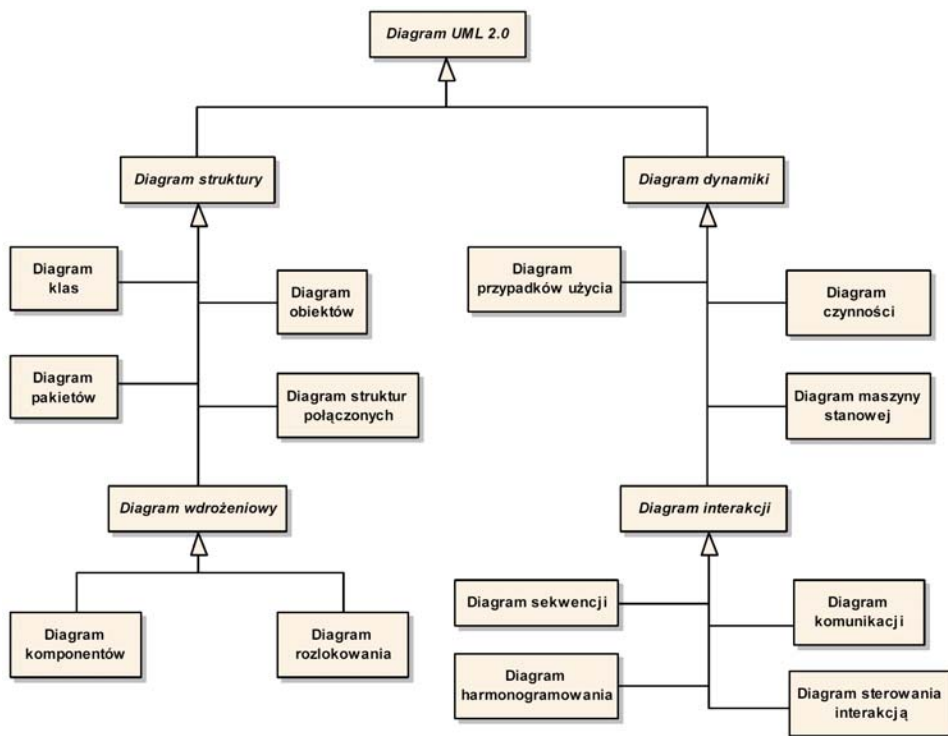 Diagram UML 2.0
Diagram struktury
Diagram dynamiki
Diagram
klas
Diagram
obiektów
Diagram
pakietów
Diagram struktur
połączonych
Diagram wdrożeniowy
Diagram
komponentów
Diagram
rozlokowania
Diagram
przypadków użycia
Diagram
czynności
Diagram maszyny
stanowej
Diagram interakcji
Diagram sekwencji
Diagram
komunikacji
Diagram
harmonogramowania
Diagram sterowania
interakcją